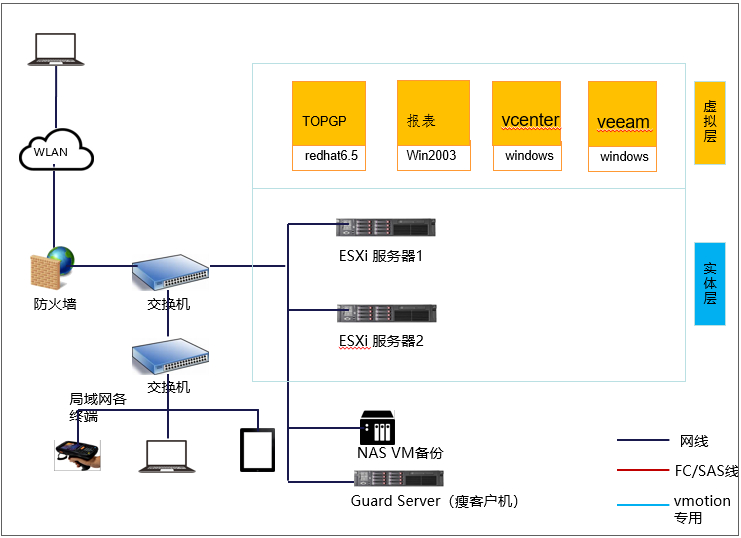 WLAN
防火墙
交换机
交换机
局域网各
终端
TOPGP
redhat6.5
报表
Win2003
vcenter
windows
veeam
windows
虚拟层
ESXi 服务器1
ESXi 服务器2
实体层
NAS VM备份
Guard Server（瘦客户机）
网线
FC/SAS线
vmotion
专用